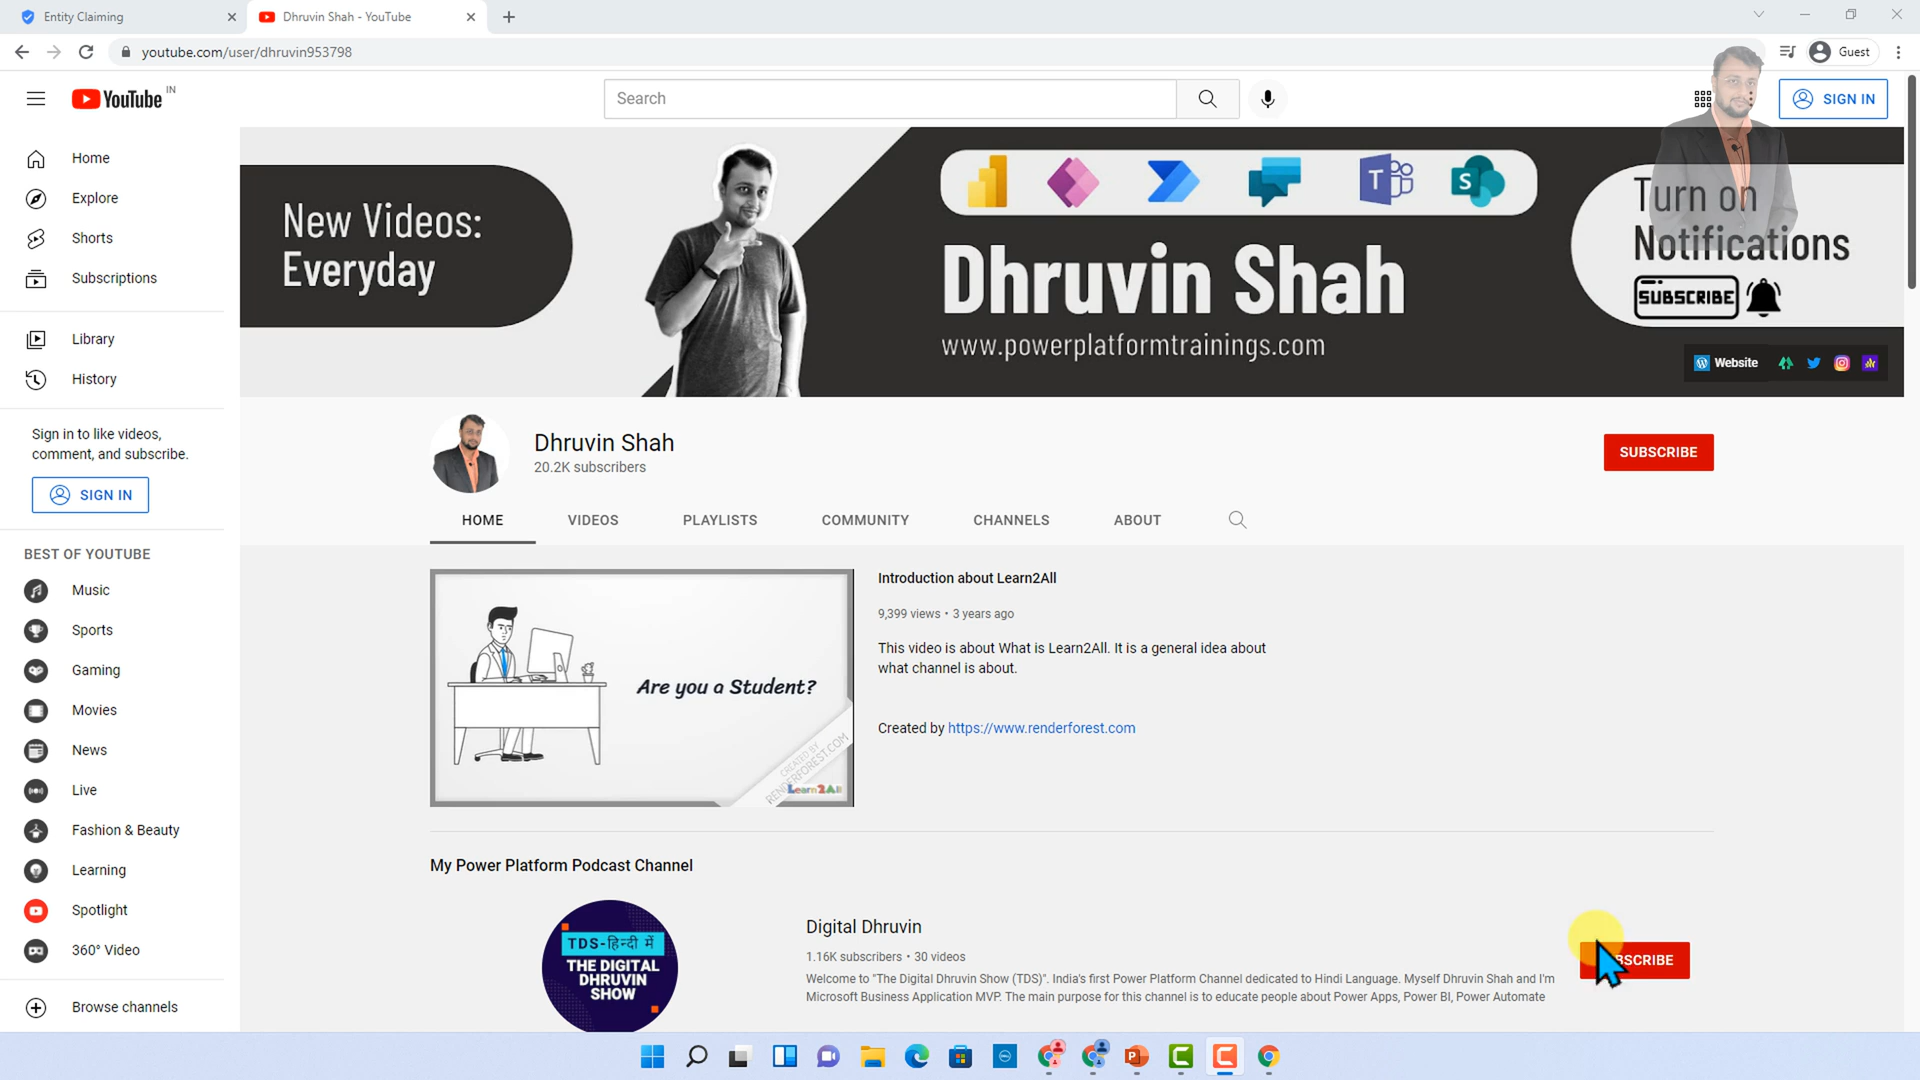 Entity Claiming
Dhruvin Shah - YouTube
youtube.com/user/dhruvin953798
Guest
YouTube IN
Search
SIGN IN
Home
Explore
Shorts
Subscriptions
Library
History
Sign in to like videos,
comment, and subscribe.
SIGN IN
BEST OF YOUTUBE
Music
Sports
Gaming
Movies
News
Live
Fashion & Beauty
Learning
Spotlight
360° Video
Browse channels
New Videos:
Everyday
Dhruvin Shah
www.powerplatformtrainings.com
Turn on
Notifications
SUBSCRIBE
Website
Dhruvin Shah
20.2K subscribers
SUBSCRIBE
HOME
VIDEOS
PLAYLISTS
COMMUNITY
CHANNELS
ABOUT
Are you a Student?
CREATED BY
RENDERFOREST.COM
Learn2All
Introduction about Learn2All
9,399 views • 3 years ago
This video is about What is Learn2All. It is a general idea about
what channel is about.
Created by https://www.renderforest.com
My Power Platform Podcast Channel
TDS-हिन्दी में
THE DIGITAL
DHRUVIN
SHOW
Digital Dhruvin
1.16K subscribers • 30 videos
Welcome to "The Digital Dhruvin Show (TDS)". India's first Power Platform Channel dedicated to Hindi Language. Myself Dhruvin Shah and I'm
Microsoft Business Application MVP. The main purpose for this channel is to educate people about Power Apps, Power BI, Power Automate